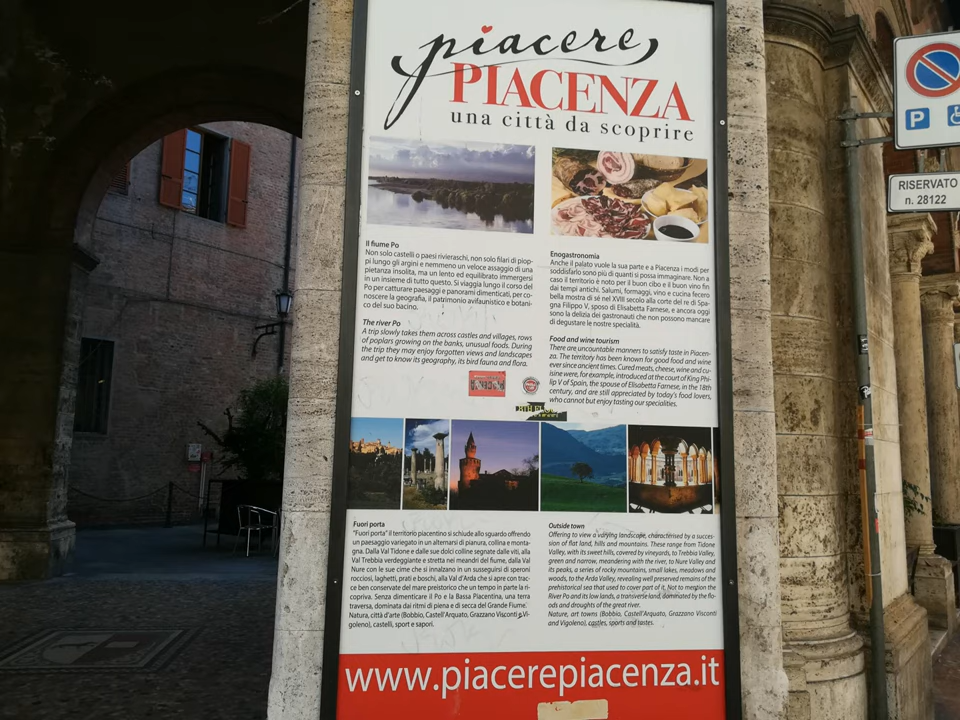 piacere
PIACENZA
una città da scoprire
Il fiume Po
Non solo castelli o paesi rivieraschi, non solo filari di piop-
pi lungo gli argini e nemmeno un veloce assaggio di una
pietanza insolita, ma un lento ed equilibrato immergersi
in un insieme di tutto questo. Si viaggia lungo il corso del
Po per catturare paesaggi e panorami dimenticati, per co-
noscere la geografia, il patrimonio avifaunistico e botani-
co del suo bacino.
The river Po
A trip slowly takes them across castles and villages, rows
of poplars growing on the banks, unusual foods. During
the trip they may enjoy forgotten views and landscapes
and get to know its geography, its bird fauna and flora.
Enogastronomia
Anche il palato vuole la sua parte e a Piacenza i modi per
soddisfarlo sono più di quanti si possa immaginare. Non a
caso il territorio è noto per il buon cibo e il buon vino fin
dai tempi antichi. Salumi, formaggi, vino e cucina fecero
bella mostra di sé nel XVIII secolo alla corte del re di Spa-
gna Filippo V, sposo di Elisabetta Farnese, e ancora oggi
sono la delizia dei gastronauti che non possono mancare
di degustare le nostre specialità.
Food and wine tourism
There are uncountable manners to satisfy taste in Piacen-
za. The territory has been known for good food and wine
ever since ancient times. Cured meats, cheese, wine and cu-
isine were, for example, introduced at the court of King Phi-
lip V of Spain, the spouse of Elisabetta Farnese, in the 18th
century, and are still appreciated by today's food lovers,
who cannot but enjoy tasting our specialities.
Fuori porta
"Fuori porta" il territorio piacentino si schiude allo sguardo offrendo
un paesaggio variegato in un alternarsi di pianura, collina e monta-
gna. Dalla Val Tidone e dalle sue dolci colline segnate dalle viti, alla
Val Trebbia verdeggiante e stretta nei meandri del fiume, dalla Val
Nure con le sue cime che si innalzano in un susseguirsi di speroni
rocciosi, laghetti, prati e boschi, alla Val d'Arda che si apre con trac-
ce ben conservate del mare preistorico che un tempo in parte la ri-
copriva. Senza dimenticare il Po e la Bassa Piacentina, una terra
traversa, dominata dai ritmi di piena e di secca del Grande Fiume.
Natura, città d'arte (Bobbio, Castell'Arquato, Grazzano Visconti e Vi-
goleno), castelli, sport e sapori.
Outside town
Offering to view a varying landscape, characterised by a succes-
sion of flat land, hills and mountains. These range from Tidone
Valley, with its sweet hills, covered by vineyards, to Trebbia Valley,
green and narrow, meandering with the river, to Nure Valley and
its peaks, a series of rocky mountains, small lakes, meadows and
woods, to the Arda Valley, revealing well preserved remains of the
prehistorical sea that used to cover part of it. Not to mention the
River Po and its low lands, a transverse land, dominated by the flo-
ods and droughts of the great river.
Nature, art towns (Bobbio, Castell'Arquato, Grazzano Visconti
and Vigoleno), castles, sports and tastes.
www.piacerepiacenza.it
P
RISERVATO
n. 28122